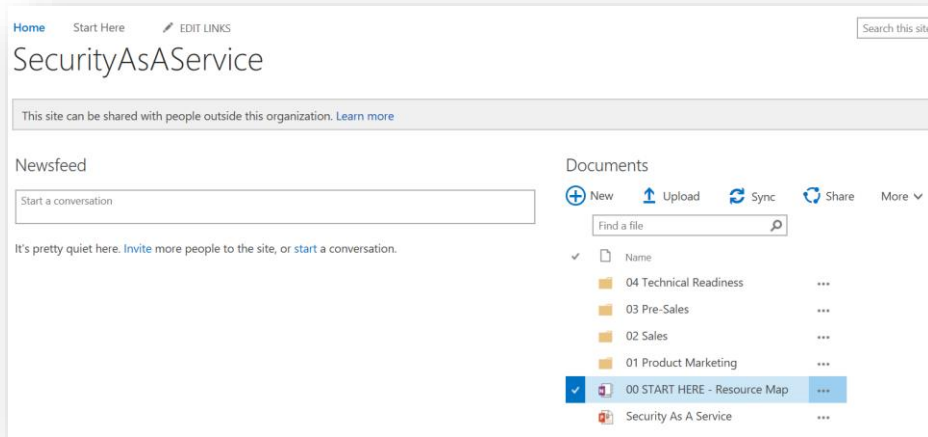 Home Start Here EDIT LINKS
Search this site
SecurityAsAService
This site can be shared with people outside this organization. Learn more
Newsfeed
Start a conversation
It's pretty quiet here. Invite more people to the site, or start a conversation.
Documents
New Upload Sync Share More
Find a file
Name
04 Technical Readiness ...
03 Pre-Sales ...
02 Sales ...
01 Product Marketing ...
00 START HERE - Resource Map ...
Security As A Service ...